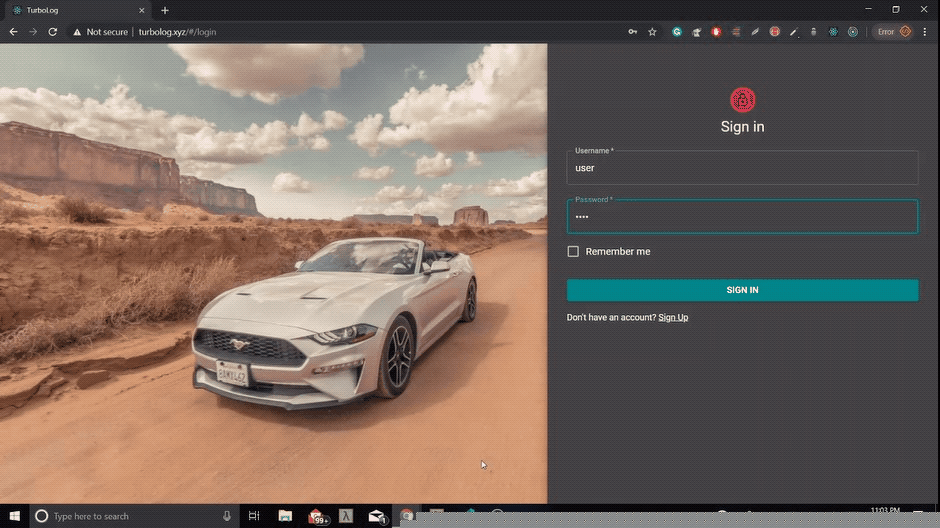 TurboLog
Not secure | turbolog.xyz/#/login
Error
Sign in
Username *
user
Password *
••••
Remember me
SIGN IN
Don't have an account? Sign Up
Type here to search
99+
1
11:03 PM